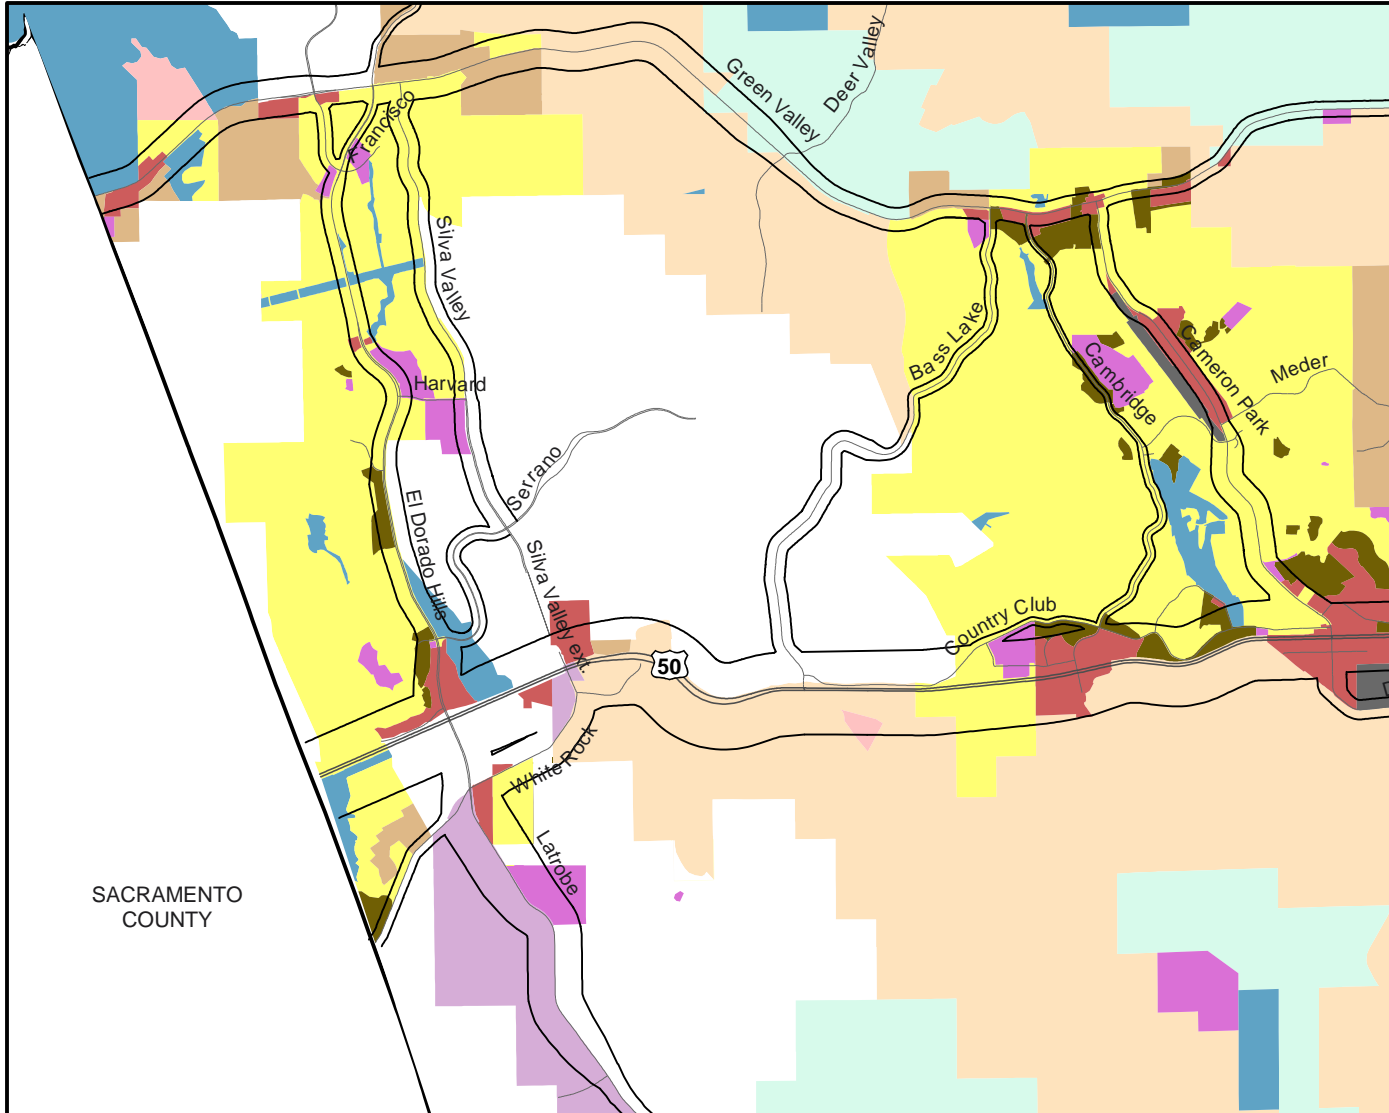 Deer Valley
Green Valley
Francisco
Silva Valley
Bass Lake
Cameron Park
Meder
Cambridge
Harvard
Serrano
El Dorado Hills
Silva Valley ext.
Country Club
50
White Rock
Latrobe
SACRAMENTO
COUNTY